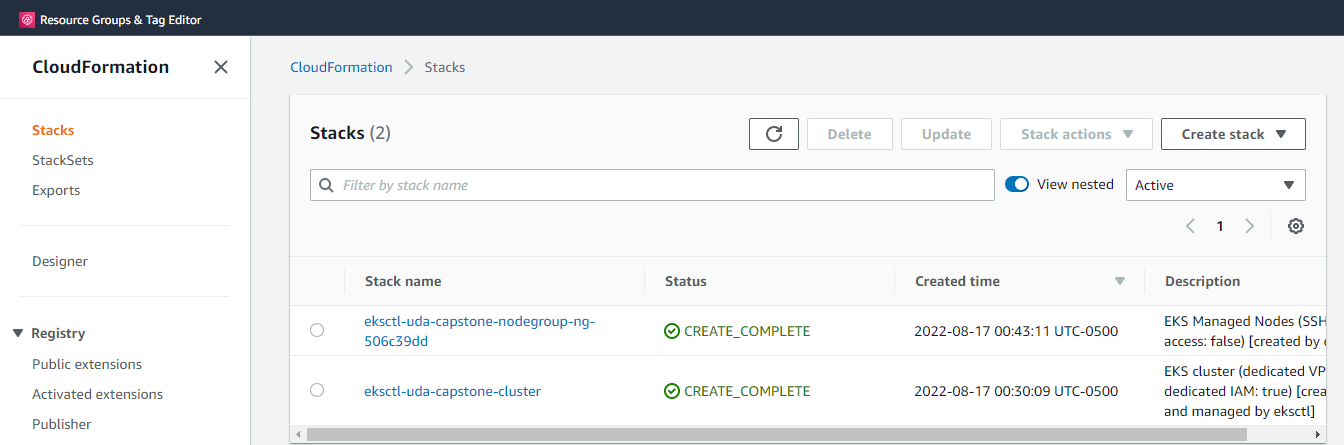 Resource Groups & Tag Editor
CloudFormation
Stacks
StackSets
Exports
Designer
Registry
Public extensions
Activated extensions
Publisher
CloudFormation Stacks
Stacks (2)
Delete
Update
Stack actions
Create stack
Filter by stack name
View nested
Active
1
Stack name Status Created time Description
eksctl-uda-capstone-nodegroup-ng-
506c39dd
CREATE_COMPLETE
2022-08-17 00:43:11 UTC-0500
EKS Managed Nodes (SSH
access: false) [created by e
eksctl-uda-capstone-cluster
CREATE_COMPLETE
2022-08-17 00:30:09 UTC-0500
EKS cluster (dedicated VP
dedicated IAM: true) [crea
and managed by eksctl]